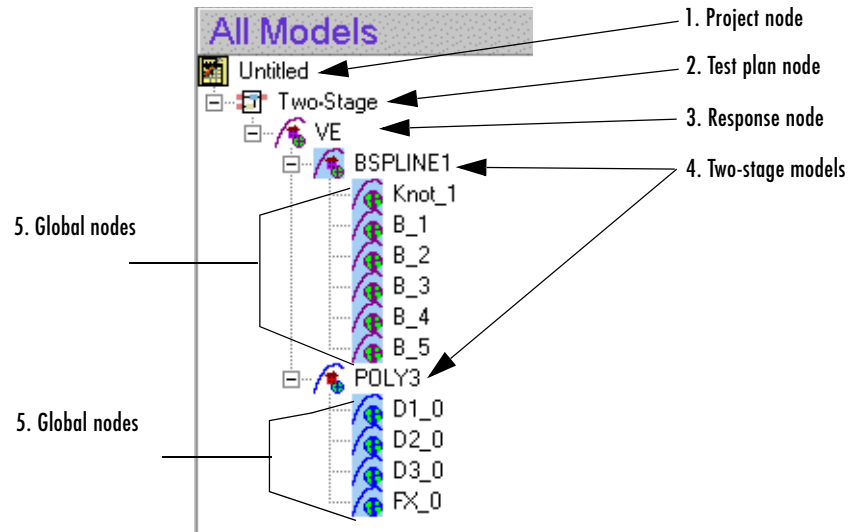 All Models
1. Project node
Untitled
2. Test plan node
Two-Stage
3. Response node
VE
4. Two-stage models
BSPLINE1
Knot_1
5. Global nodes
B_1
B_2
B_3
B_4
B_5
POLY3
5. Global nodes
D1_0
D2_0
D3_0
FX_0